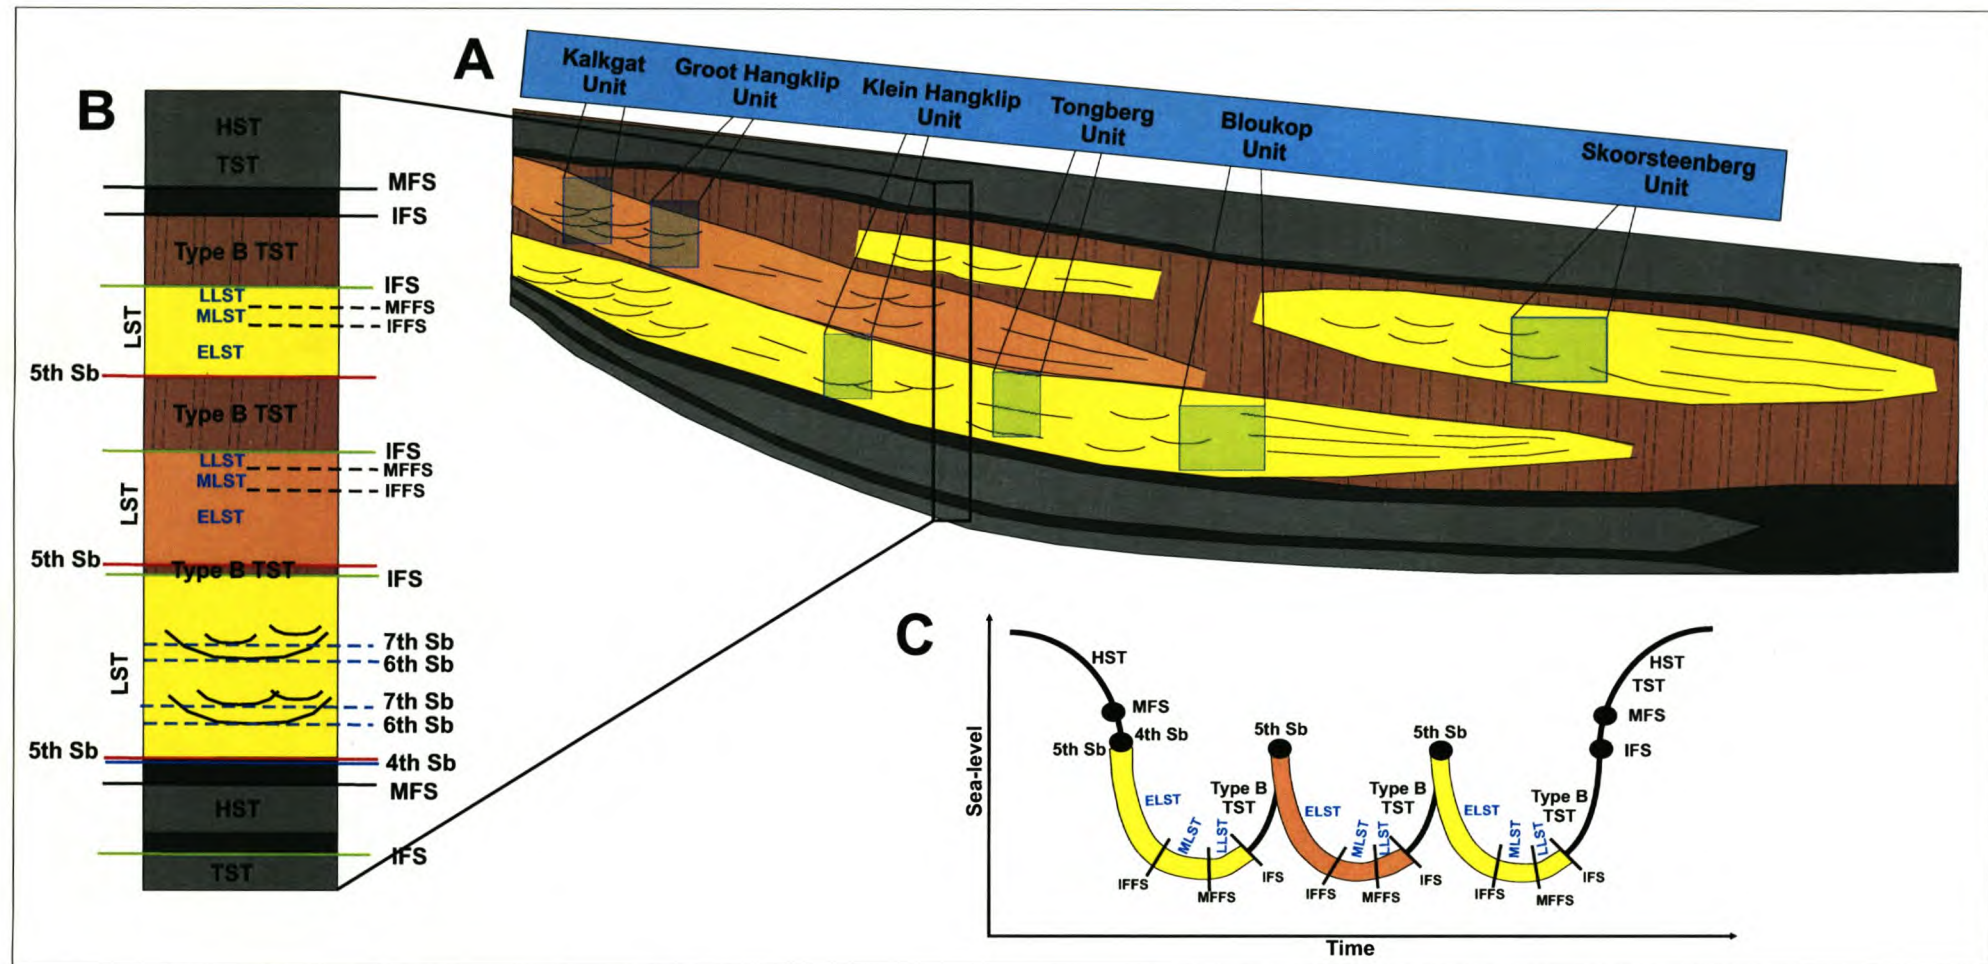 A
Kalkgat
Unit
Groot Hangklip
Unit
Klein Hangklip
Unit
Tongberg
Unit
Bloukop
Unit
Skoorsteenberg
Unit
B
HST
TST
MFS
IFS
Type B TST
IFS
LLST
MFFS
MLST
IFFS
LST
ELST
5th Sb
Type B TST
IFS
LLST
MFFS
MLST
IFFS
LST
ELST
5th Sb
Type B TST
IFS
7th Sb
6th Sb
LST
7th Sb
6th Sb
5th Sb
4th Sb
MFS
HST
IFS
TST
C
Sea-level
HST
MFS
4th Sb
5th Sb
ELST
MLST
LLST
Type B
TST
IFFS
MFFS
IFS
5th Sb
ELST
MLST
LLST
Type B
TST
IFFS
MFFS
IFS
5th Sb
ELST
MLST
LLST
Type B
TST
IFFS
MFFS
IFS
HST
TST
MFS
IFS
Time